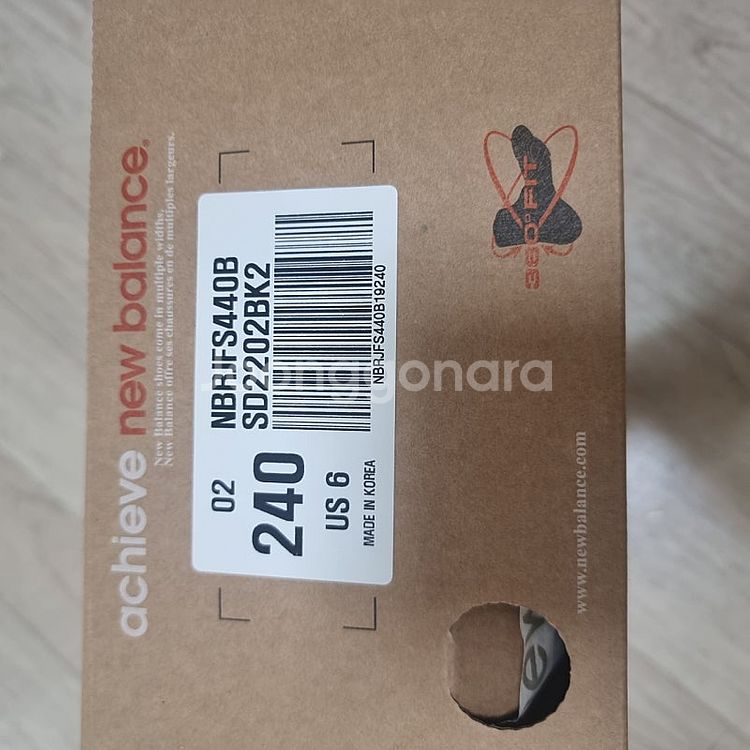 achieve new balance.
New Balance shoes come in multiple widths.
New Balance offre ses chaussures en de multiples largeurs.
02 NBRJFS440B
240 SD2202BK2
US 6
MADE IN KOREA NBRJFS440B19240
360° FIT
www.newbalance.com
joonggonara